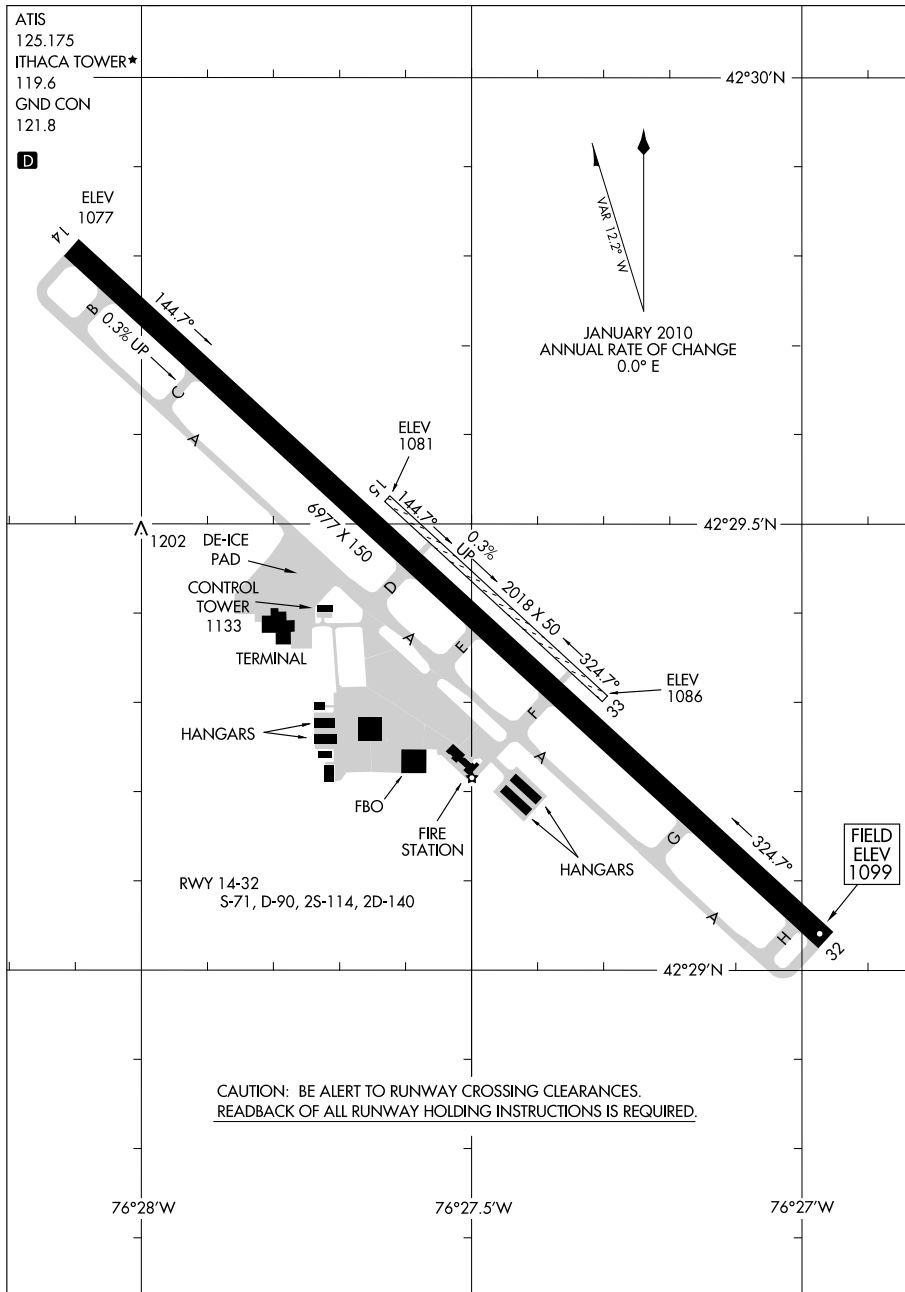 ATIS
125.175
ITHACA TOWER★
119.6
GND CON
121.8
D
42°30'N
VAR 12.2° W
JANUARY 2010
ANNUAL RATE OF CHANGE
0.0° E
ELEV
1077
14
144.7°
B
0.3% UP
C
A
ELEV
1081
15
144.7°
0.3%
UP
2018 X 50
324.7°
33
ELEV
1086
42°29.5'N
6977 X 150
1202
DE-ICE
PAD
CONTROL
TOWER
1133
TERMINAL
D
A
E
F
A
HANGARS
FBO
FIRE
STATION
HANGARS
G
324.7°
A
H
32
FIELD
ELEV
1099
RWY 14-32
S-71, D-90, 2S-114, 2D-140
42°29'N
CAUTION: BE ALERT TO RUNWAY CROSSING CLEARANCES.
READBACK OF ALL RUNWAY HOLDING INSTRUCTIONS IS REQUIRED.
76°28'W
76°27.5'W
76°27'W